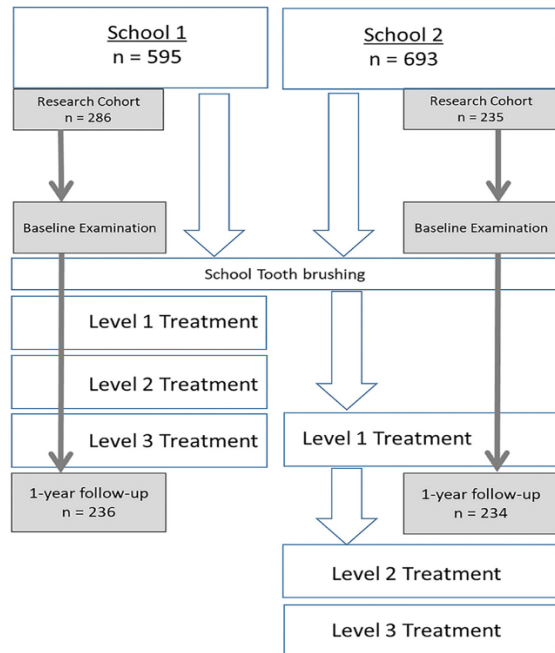 School 1
n = 595
School 2
n = 693
Research Cohort
n = 286
Research Cohort
n = 235
Baseline Examination
Baseline Examination
School Tooth brushing
Level 1 Treatment
Level 2 Treatment
Level 3 Treatment
Level 1 Treatment
1-year follow-up
n = 236
1-year follow-up
n = 234
Level 2 Treatment
Level 3 Treatment